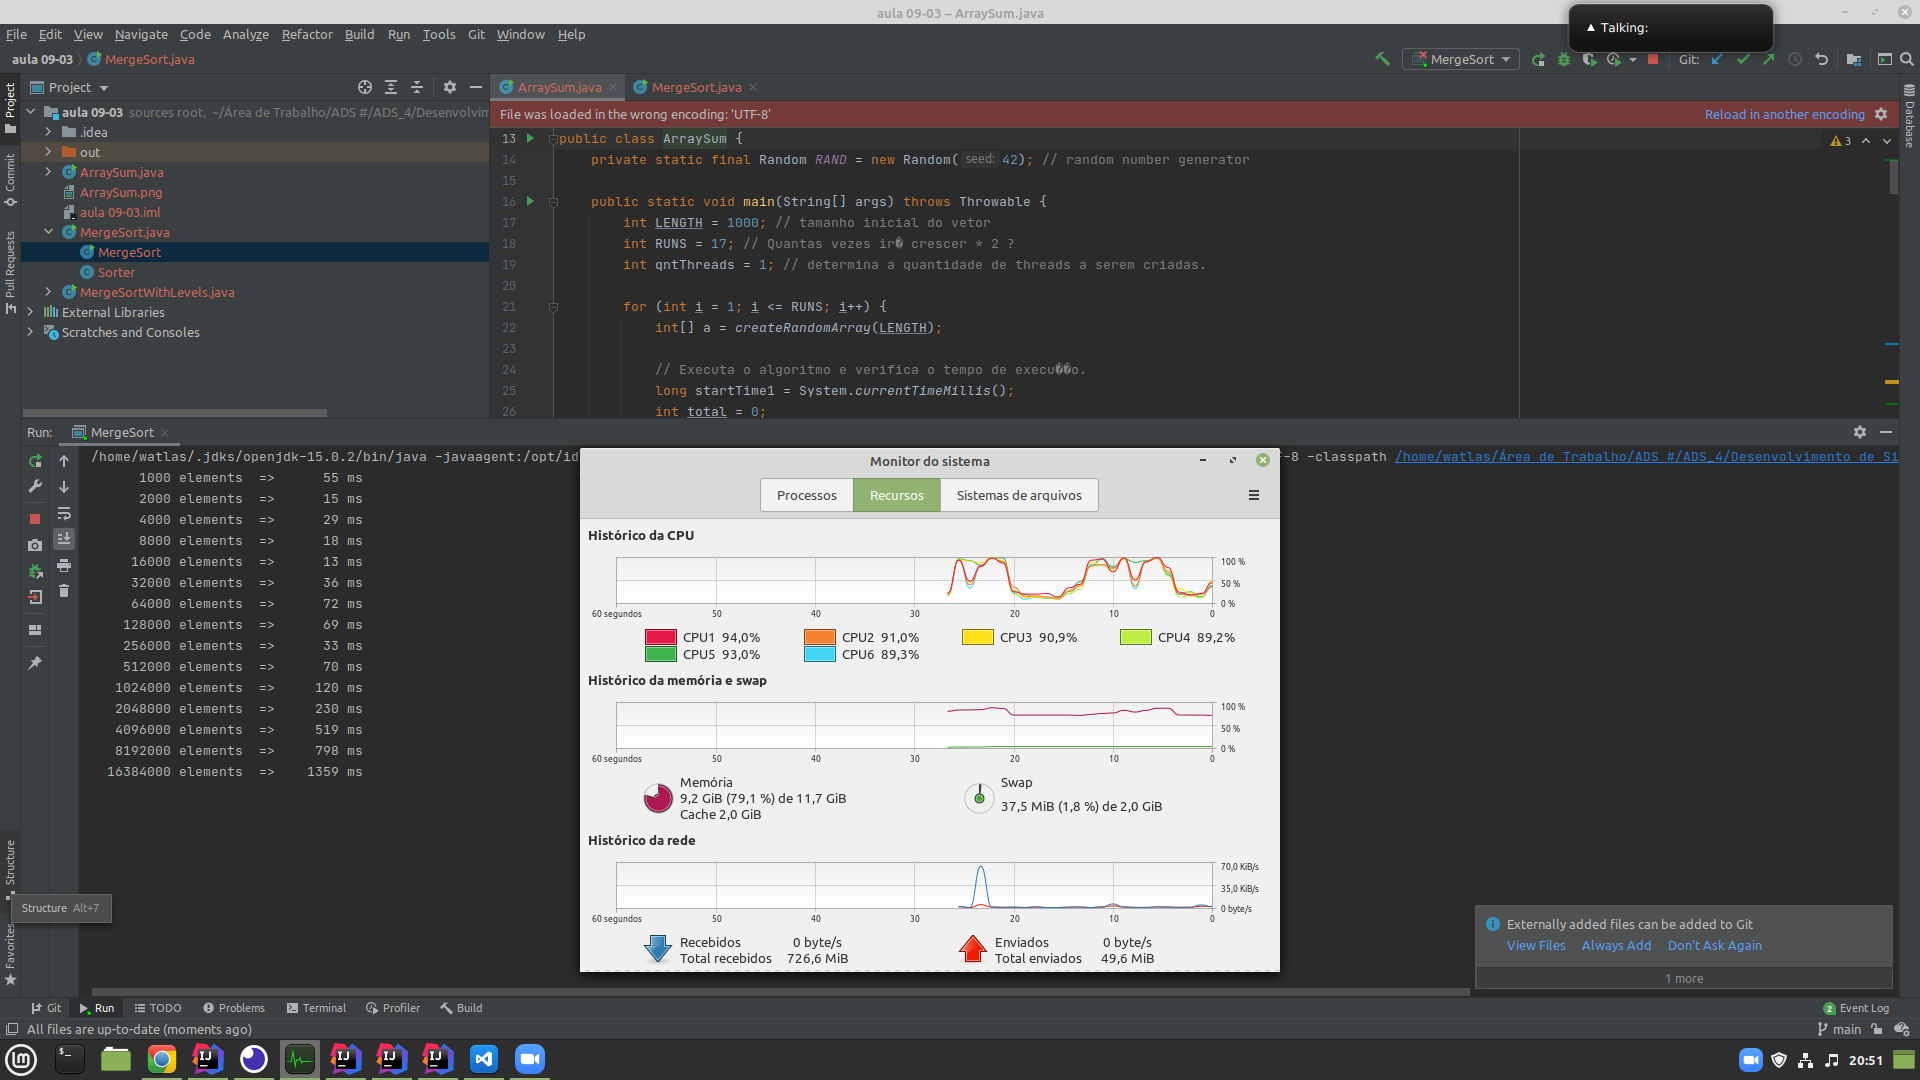 aula 09-03 – ArraySum.java
Talking:
File Edit View Navigate Code Analyze Refactor Build Run Tools Git Window Help
aula 09-03 MergeSort.java
MergeSort
Git:
Project
ArraySum.java
MergeSort.java
Project
Commit
Pull Requests
Structure
Favorites
Database
aula 09-03 sources root, ~/Área de Trabalho/ADS #/ADS_4/Desenvolvim
.idea
out
ArraySum.java
ArraySum.png
aula 09-03.iml
MergeSort.java
MergeSort
Sorter
MergeSortWithLevels.java
External Libraries
Scratches and Consoles
File was loaded in the wrong encoding: 'UTF-8'
Reload in another encoding
3
13 public class ArraySum {
14 private static final Random RAND = new Random( seed: 42); // random number generator
15
16 public static void main(String[] args) throws Throwable {
17 int LENGTH = 1000; // tamanho inicial do vetor
18 int RUNS = 17; // Quantas vezes ir� crescer * 2 ?
19 int qntThreads = 1; // determina a quantidade de threads a serem criadas.
20
21 for (int i = 1; i <= RUNS; i++) {
22 int[] a = createRandomArray(LENGTH);
23
24 // Executa o algoritmo e verifica o tempo de execu��o.
25 long startTime1 = System.currentTimeMillis();
26 int total = 0;
Run: MergeSort
/home/watlas/.jdks/openjdk-15.0.2/bin/java -javaagent:/opt/id
f-8 -classpath /home/watlas/Área de Trabalho/ADS #/ADS_4/Desenvolvimento de Si
1000 elements => 55 ms
2000 elements => 15 ms
4000 elements => 29 ms
8000 elements => 18 ms
16000 elements => 13 ms
32000 elements => 36 ms
64000 elements => 72 ms
128000 elements => 69 ms
256000 elements => 33 ms
512000 elements => 70 ms
1024000 elements => 120 ms
2048000 elements => 230 ms
4096000 elements => 519 ms
8192000 elements => 798 ms
16384000 elements => 1359 ms
Monitor do sistema
Processos Recursos Sistemas de arquivos
Histórico da CPU
100 %
50 %
0 %
60 segundos 50 40 30 20 10 0
CPU1 94,0% CPU2 91,0% CPU3 90,9% CPU4 89,2%
CPU5 93,0% CPU6 89,3%
Histórico da memória e swap
100 %
50 %
0 %
60 segundos 50 40 30 20 10 0
Memória
9,2 GiB (79,1 %) de 11,7 GiB
Cache 2,0 GiB
Swap
37,5 MiB (1,8 %) de 2,0 GiB
Histórico da rede
70,0 KiB/s
35,0 KiB/s
0 byte/s
60 segundos 50 40 30 20 10 0
Recebidos 0 byte/s
Total recebidos 726,6 MiB
Enviados 0 byte/s
Total enviados 49,6 MiB
Structure Alt+7
Externally added files can be added to Git
View Files Always Add Don't Ask Again
1 more
Git Run TODO Problems Terminal Profiler Build
2 Event Log
All files are up-to-date (moments ago)
main
20:51